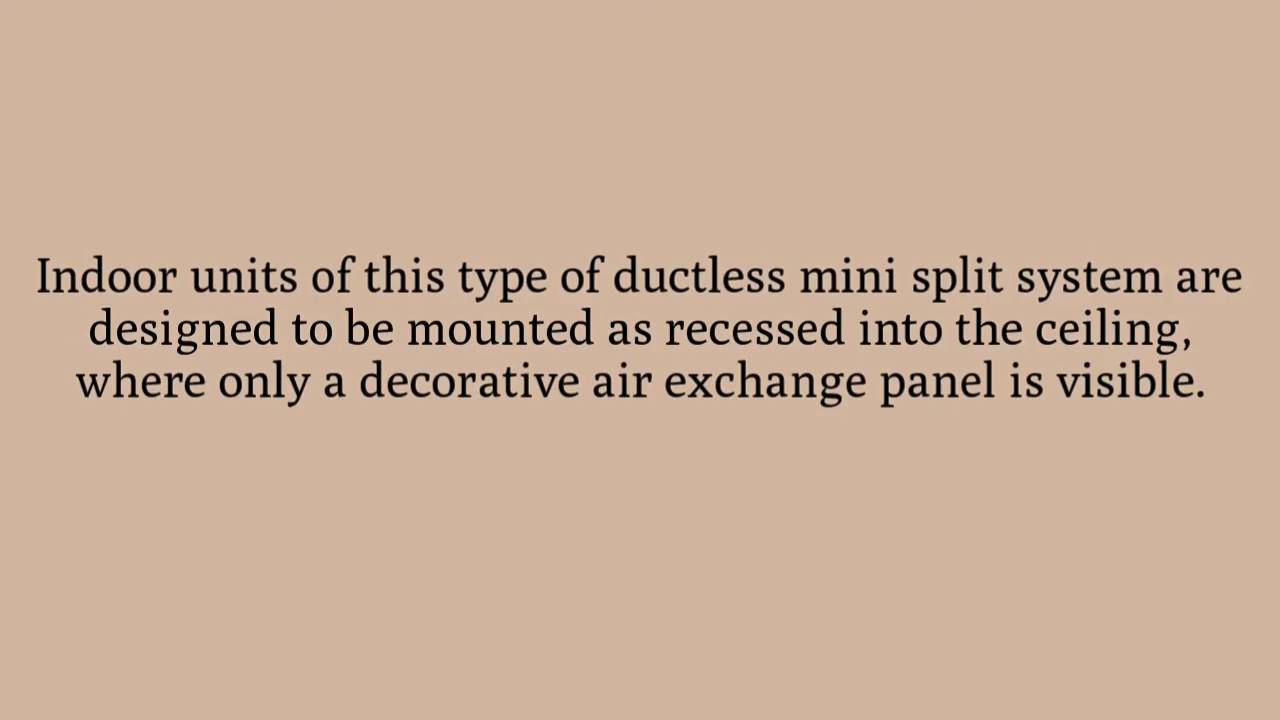 Indoor units of this type of ductless mini split system are
designed to be mounted as recessed into the ceiling,
where only a decorative air exchange panel is visible.